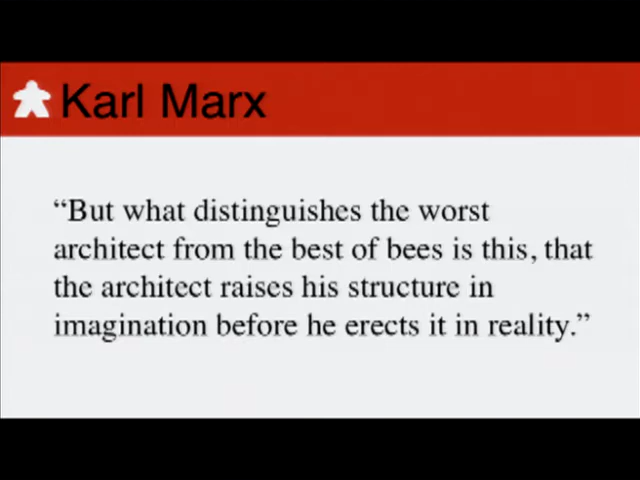 Karl Marx
“But what distinguishes the worst
architect from the best of bees is this, that
the architect raises his structure in
imagination before he erects it in reality.”